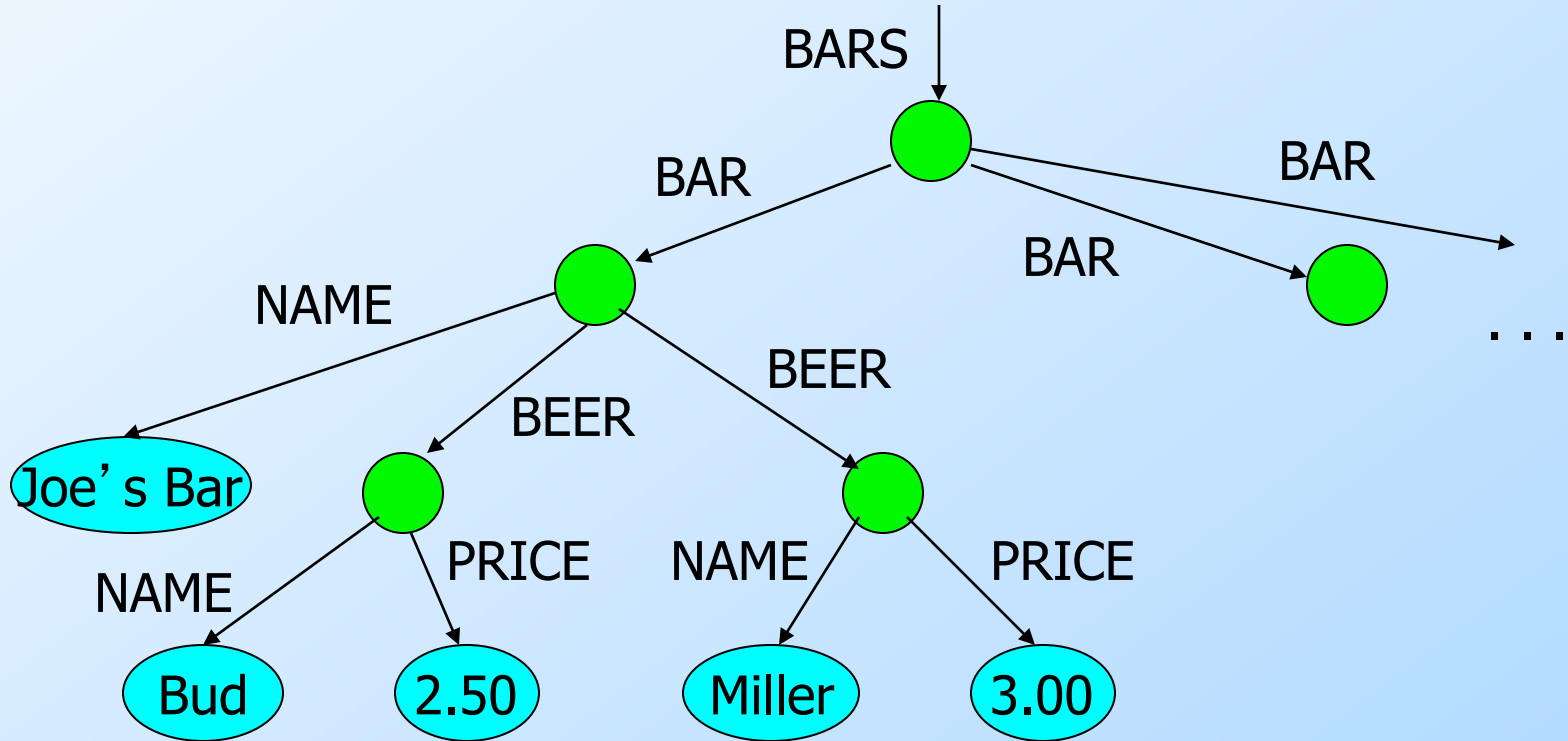 BARS
BAR
BAR
BAR
NAME
BEER
BEER
Joe’s Bar
NAME
PRICE
NAME
PRICE
Bud
2.50
Miller
3.00
. . .